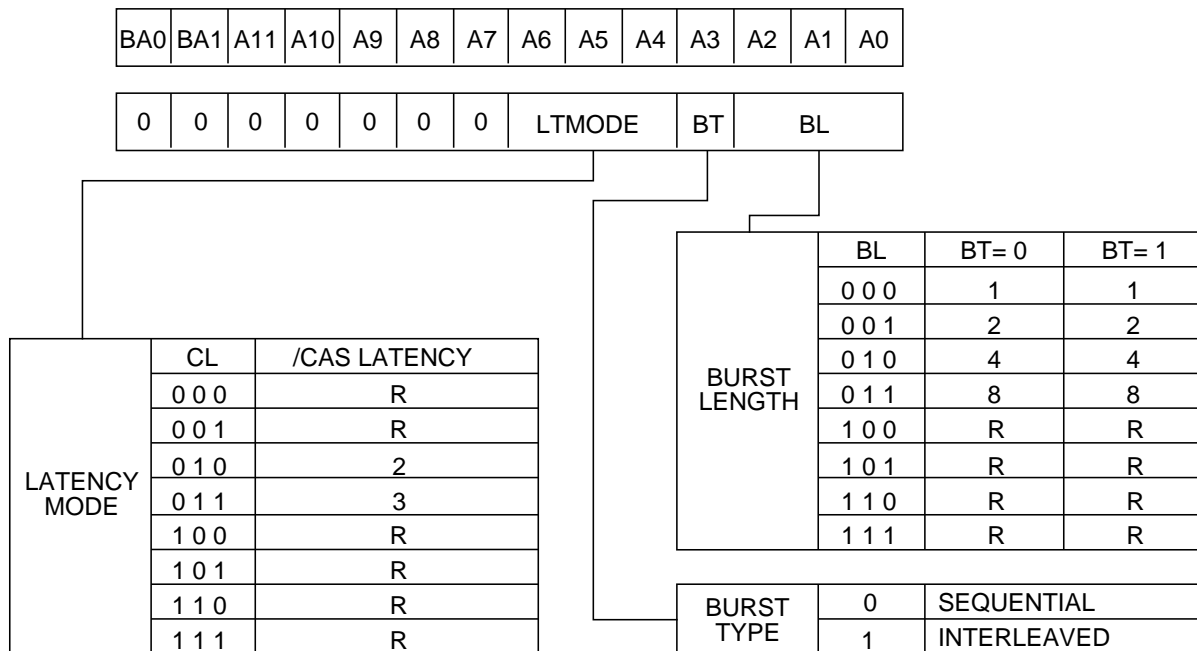 BA0 BA1 A11 A10 A9 A8 A7 A6 A5 A4 A3 A2 A1 A0
0 0 0 0 0 0 0 LTMODE BT BL
BURST LENGTH
BL BT= 0 BT= 1
0 0 0 1 1
0 0 1 2 2
0 1 0 4 4
0 1 1 8 8
1 0 0 R R
1 0 1 R R
1 1 0 R R
1 1 1 R R
LATENCY MODE
CL /CAS LATENCY
0 0 0 R
0 0 1 R
0 1 0 2
0 1 1 3
1 0 0 R
1 0 1 R
1 1 0 R
1 1 1 R
BURST TYPE
0 SEQUENTIAL
1 INTERLEAVED